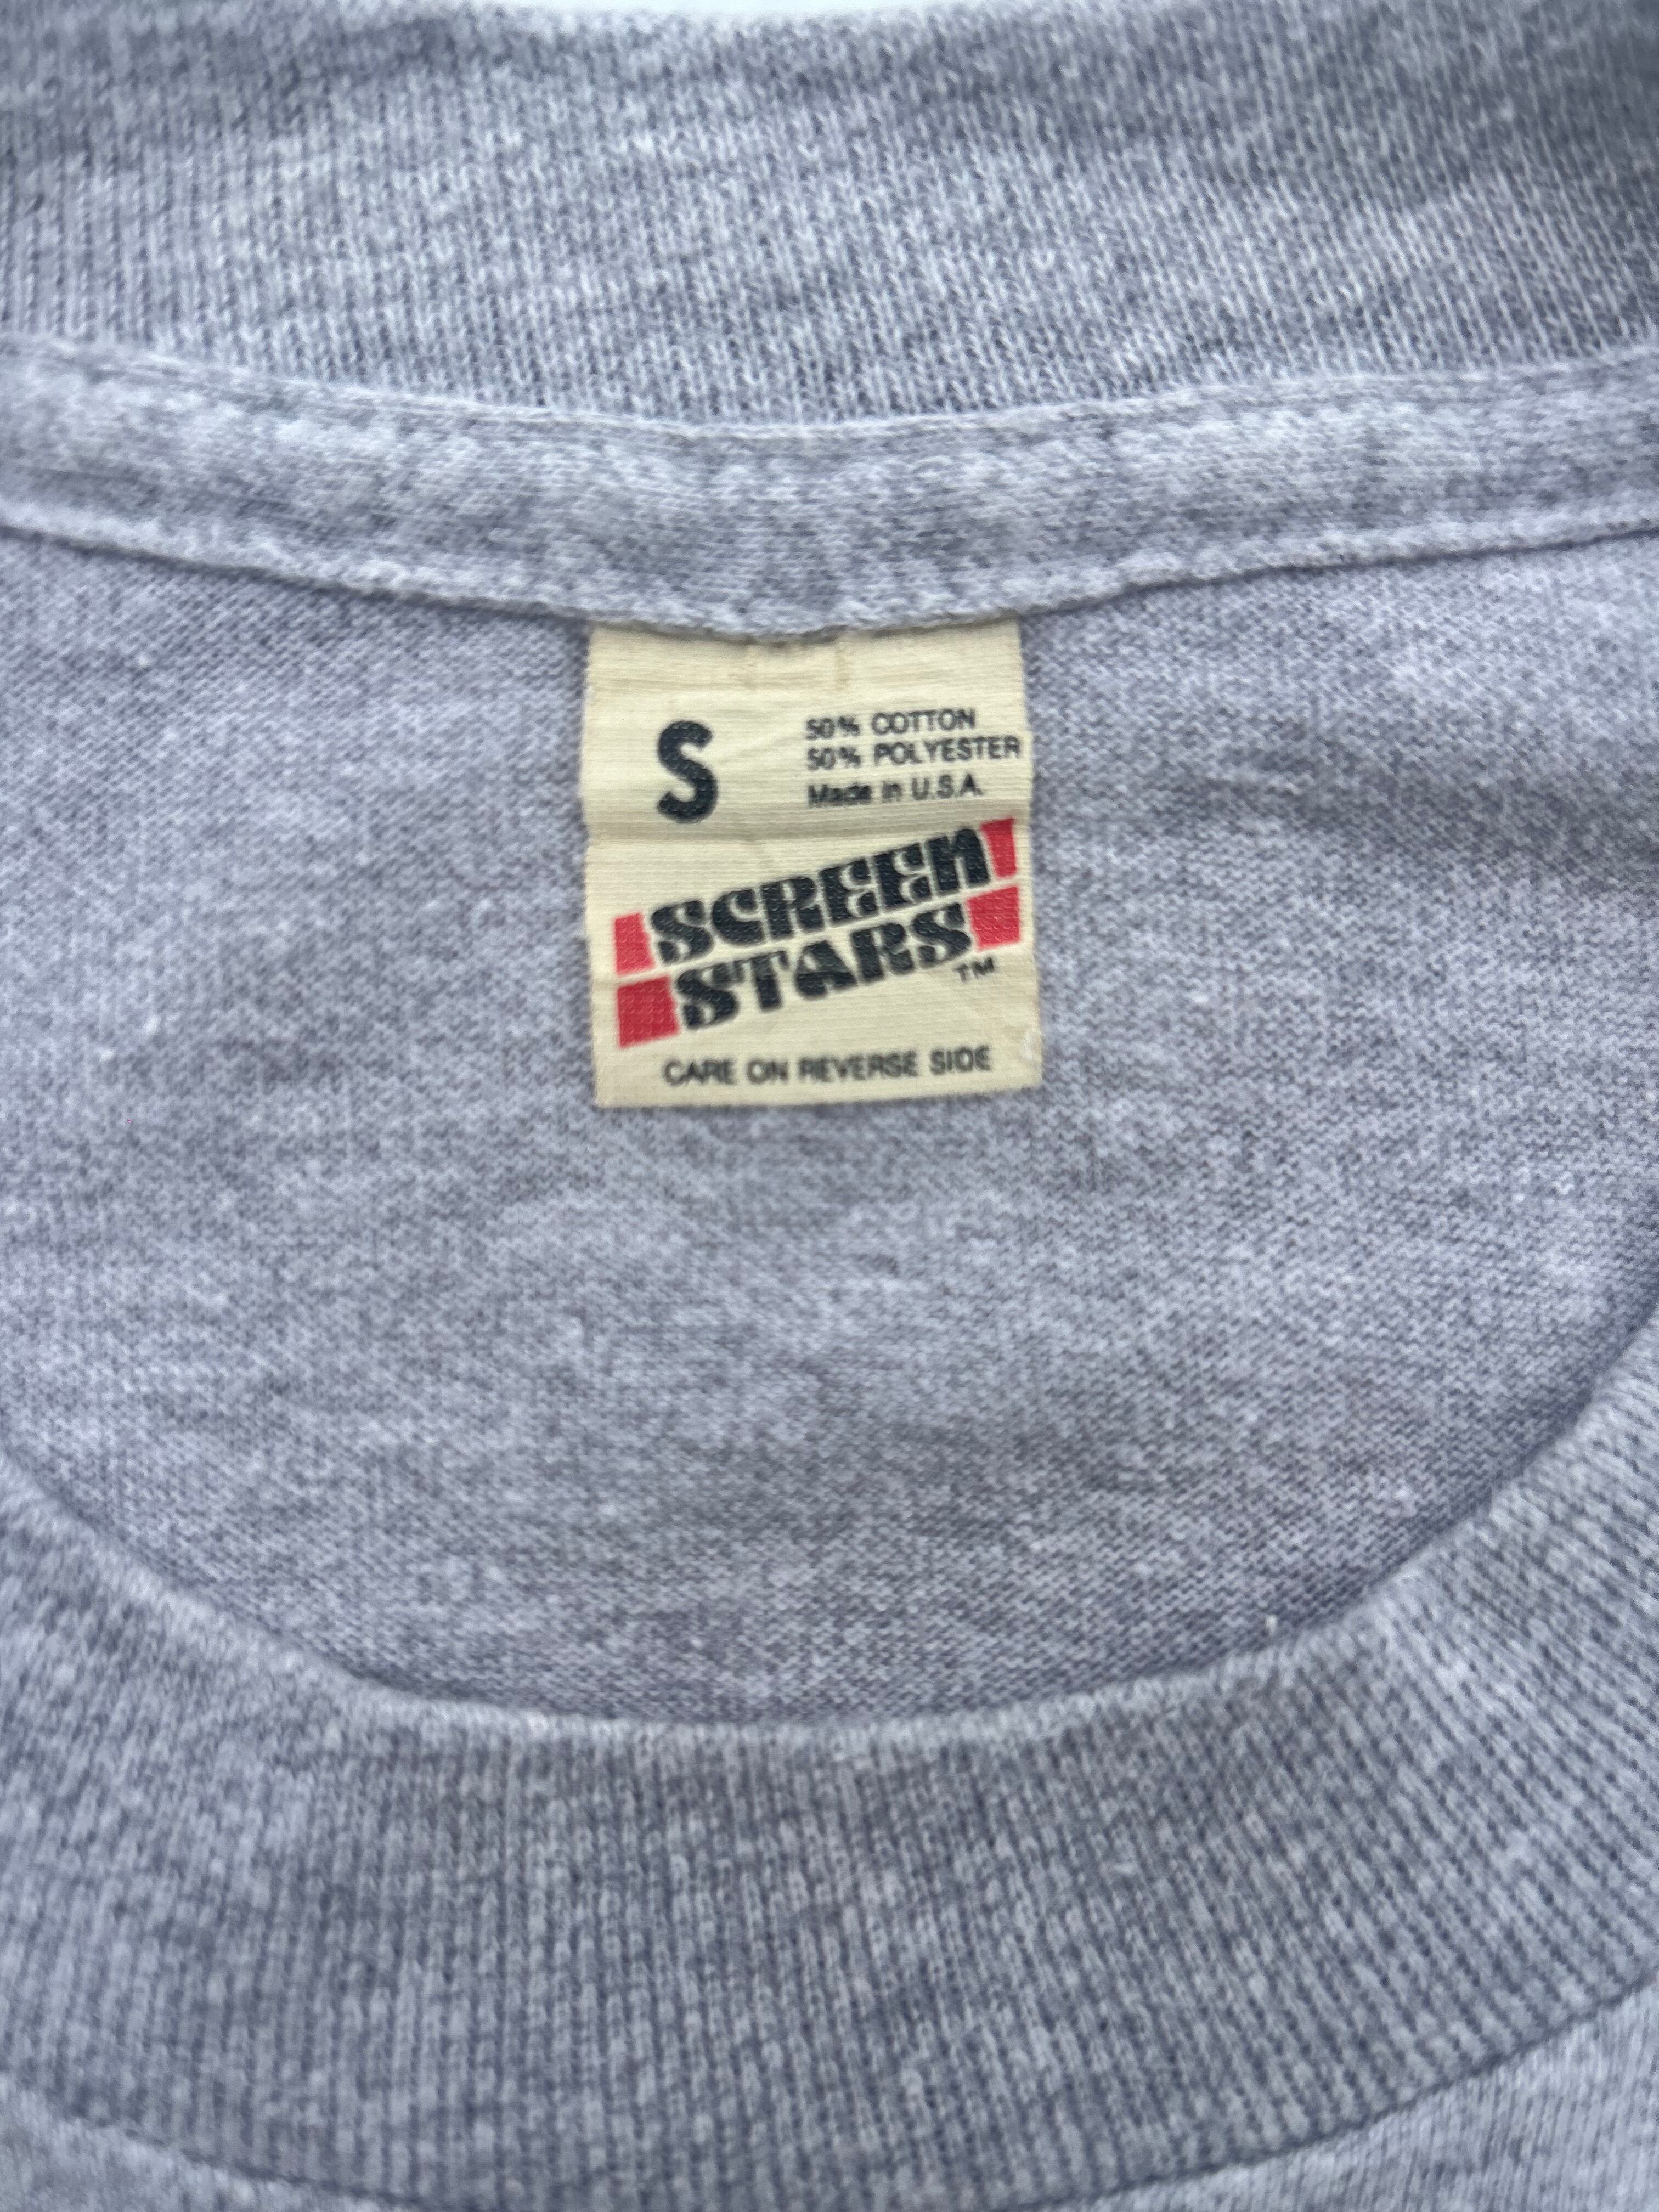 S
50% COTTON
50% POLYESTER
Made in U.S.A.
SCREEN
STARS
TM
CARE ON REVERSE SIDE